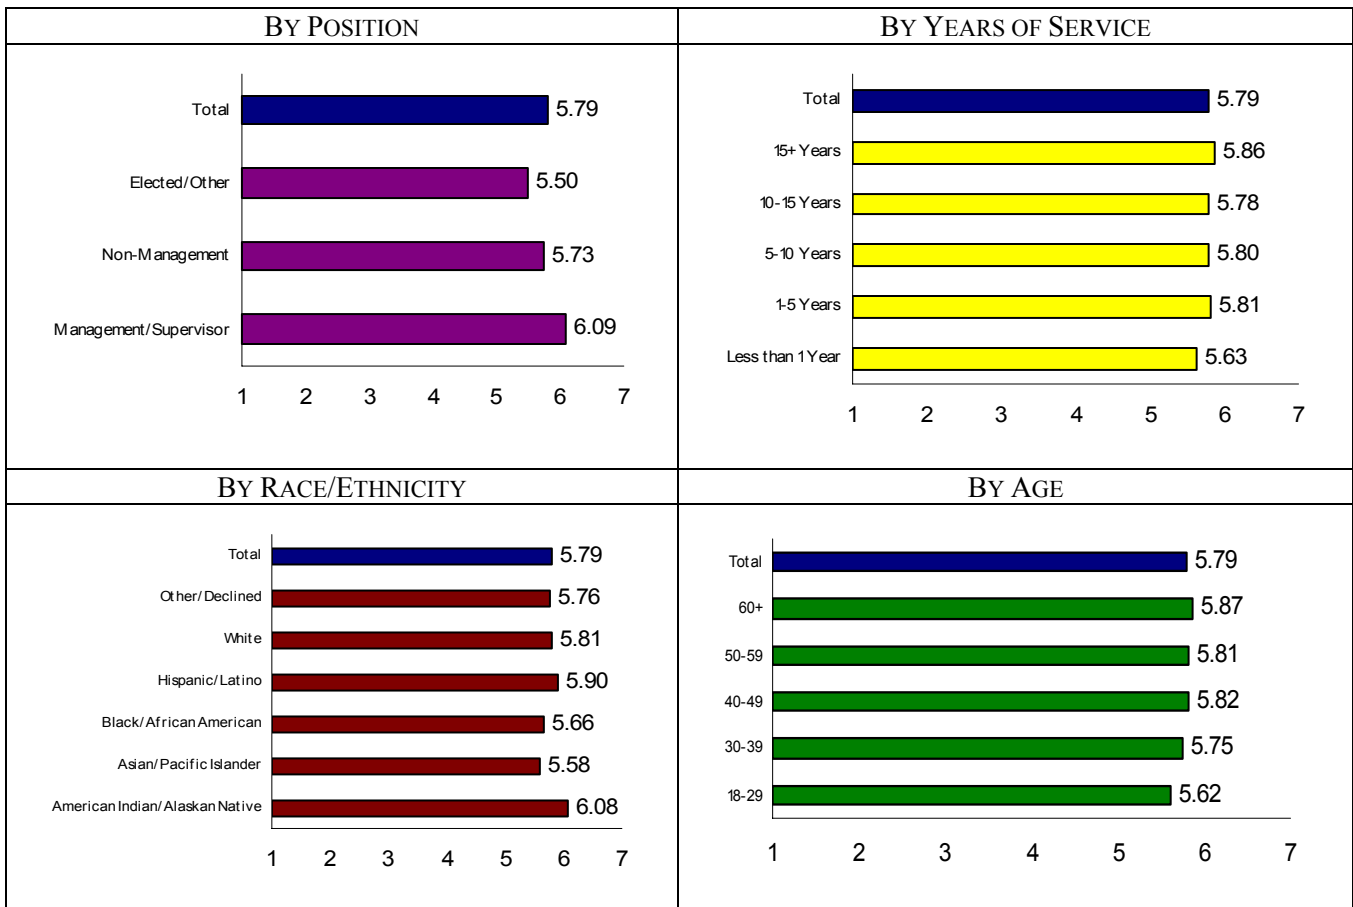 BY POSITION
Total 5.79
Elected/Other 5.50
Non-Management 5.73
Management/Supervisor 6.09
1 2 3 4 5 6 7
BY YEARS OF SERVICE
Total 5.79
15+ Years 5.86
10-15 Years 5.78
5-10 Years 5.80
1-5 Years 5.81
Less than 1 Year 5.63
1 2 3 4 5 6 7
BY RACE/ETHNICITY
Total 5.79
Other/Declined 5.76
White 5.81
Hispanic/Latino 5.90
Black/African American 5.66
Asian/Pacific Islander 5.58
American Indian/Alaskan Native 6.08
1 2 3 4 5 6 7
BY AGE
Total 5.79
60+ 5.87
50-59 5.81
40-49 5.82
30-39 5.75
18-29 5.62
1 2 3 4 5 6 7